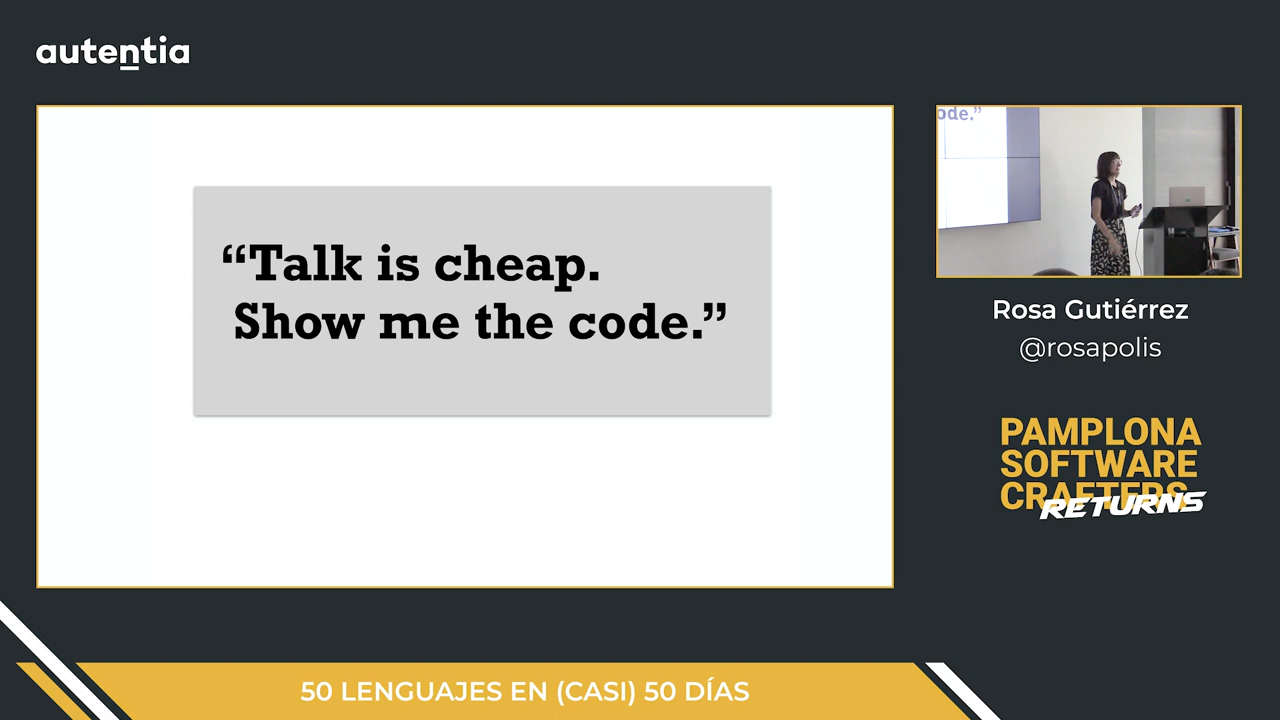 autentia
“Talk is cheap.
Show me the code.”
ode.”
Rosa Gutiérrez
@rosapolis
PAMPLONA
SOFTWARE
CRAFTERS
RETURNS
50 LENGUAJES EN (CASI) 50 DÍAS